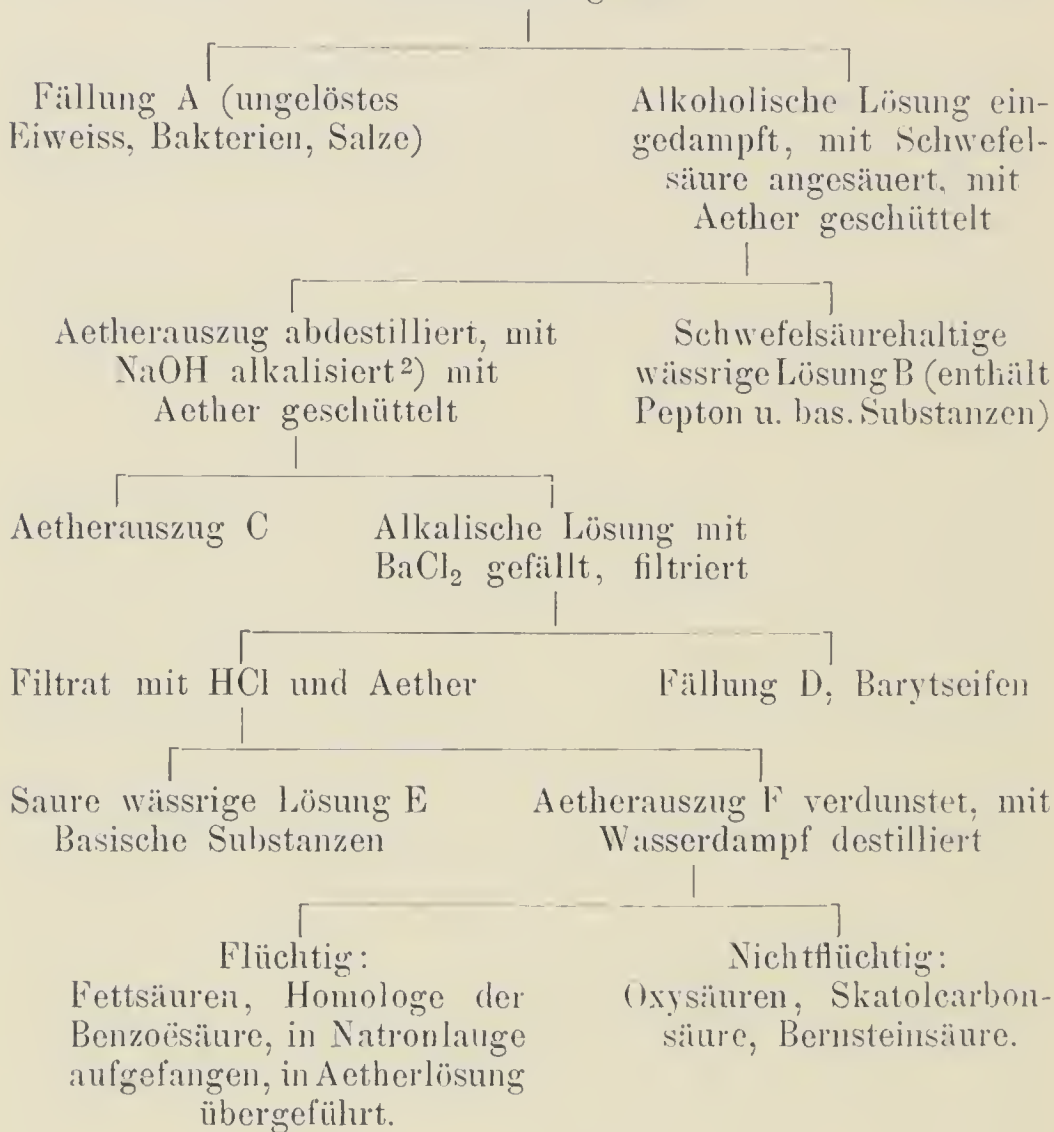 Fällung A (ungelöstes
Eiweiss, Bakterien, Salze)
Alkoholische Lösung ein-
gedampft, mit Schwefel-
säure angesäuert, mit
Aether geschüttelt
Aetherauszug abdestilliert, mit
NaOH alkalisiert²) mit
Aether geschüttelt
Schwefelsäurehaltige
wässrige Lösung B (enthält
Pepton u. bas. Substanzen)
Aetherauszug C
Alkalische Lösung mit
BaCl₂ gefällt, filtriert
Filtrat mit HCl und Aether
Fällung D, Barytseifen
Saure wässrige Lösung E
Basische Substanzen
Aetherauszug F verdunstet, mit
Wasserdampf destilliert
Flüchtig:
Fettsäuren, Homologe der
Benzoësäure, in Natronlauge
aufgefangen, in Aetherlösung
übergeführt.
Nichtflüchtig:
Oxysäuren, Skatolcarbon-
säure, Bernsteinsäure.